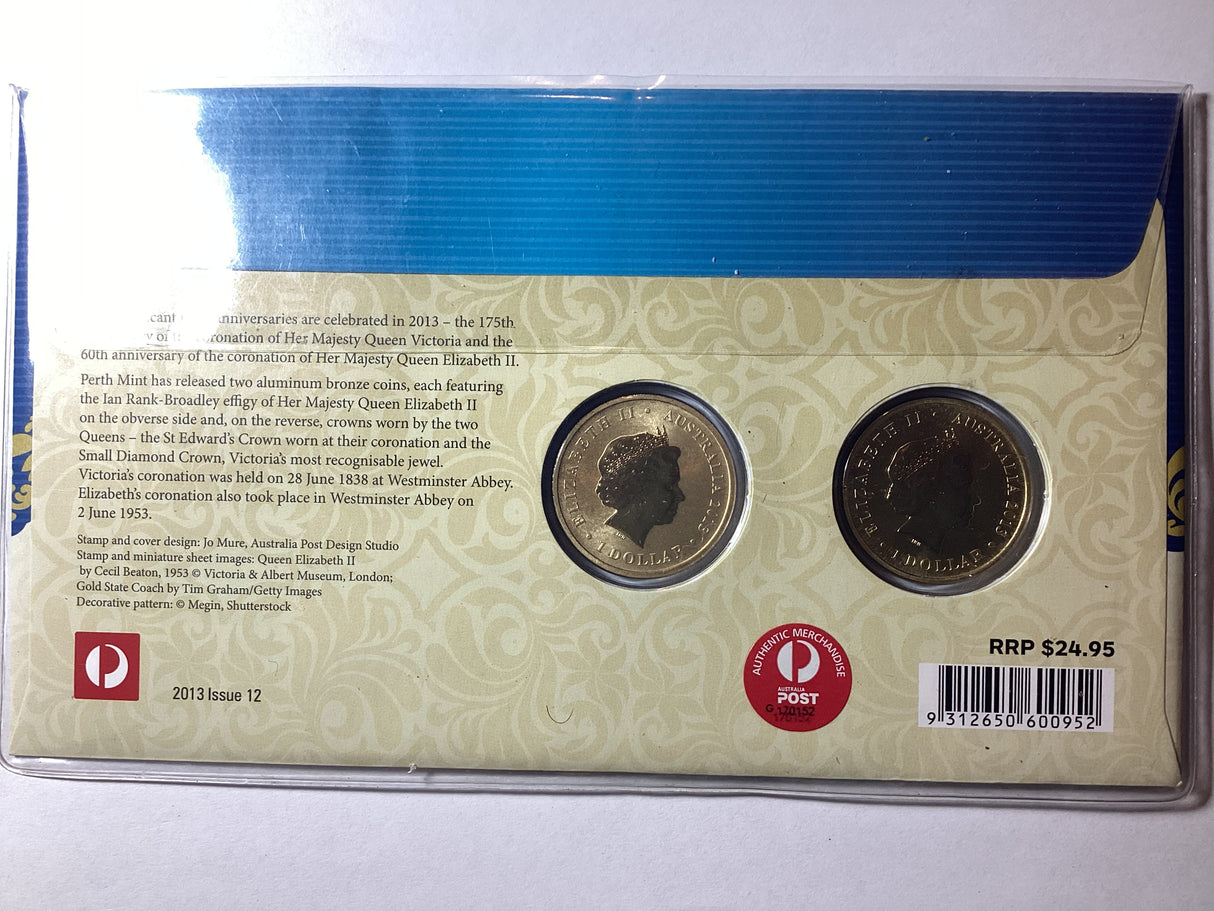 anniversaries are celebrated in 2013 – the 175th
coronation of Her Majesty Queen Victoria and the
60th anniversary of the coronation of Her Majesty Queen Elizabeth II.
Perth Mint has released two aluminum bronze coins, each featuring
the Ian Rank-Broadley effigy of Her Majesty Queen Elizabeth II
on the obverse side and, on the reverse, crowns worn by the two
Queens – the St Edward's Crown worn at their coronation and the
Small Diamond Crown, Victoria's most recognisable jewel.
Victoria's coronation was held on 28 June 1838 at Westminster Abbey.
Elizabeth's coronation also took place in Westminster Abbey on
2 June 1953.
Stamp and cover design: Jo Mure, Australia Post Design Studio
Stamp and miniature sheet images: Queen Elizabeth II
by Cecil Beaton, 1953 © Victoria & Albert Museum, London;
Gold State Coach by Tim Graham/Getty Images
Decorative pattern: © Megin, Shutterstock
2013 Issue 12
ELIZABETH II • AUSTRALIA 2013
• 1 DOLLAR •
ELIZABETH II • AUSTRALIA 2013
• 1 DOLLAR •
AUTHENTIC MERCHANDISE
AUSTRALIA
POST
G 170152
RRP $24.95
9 312650 600952